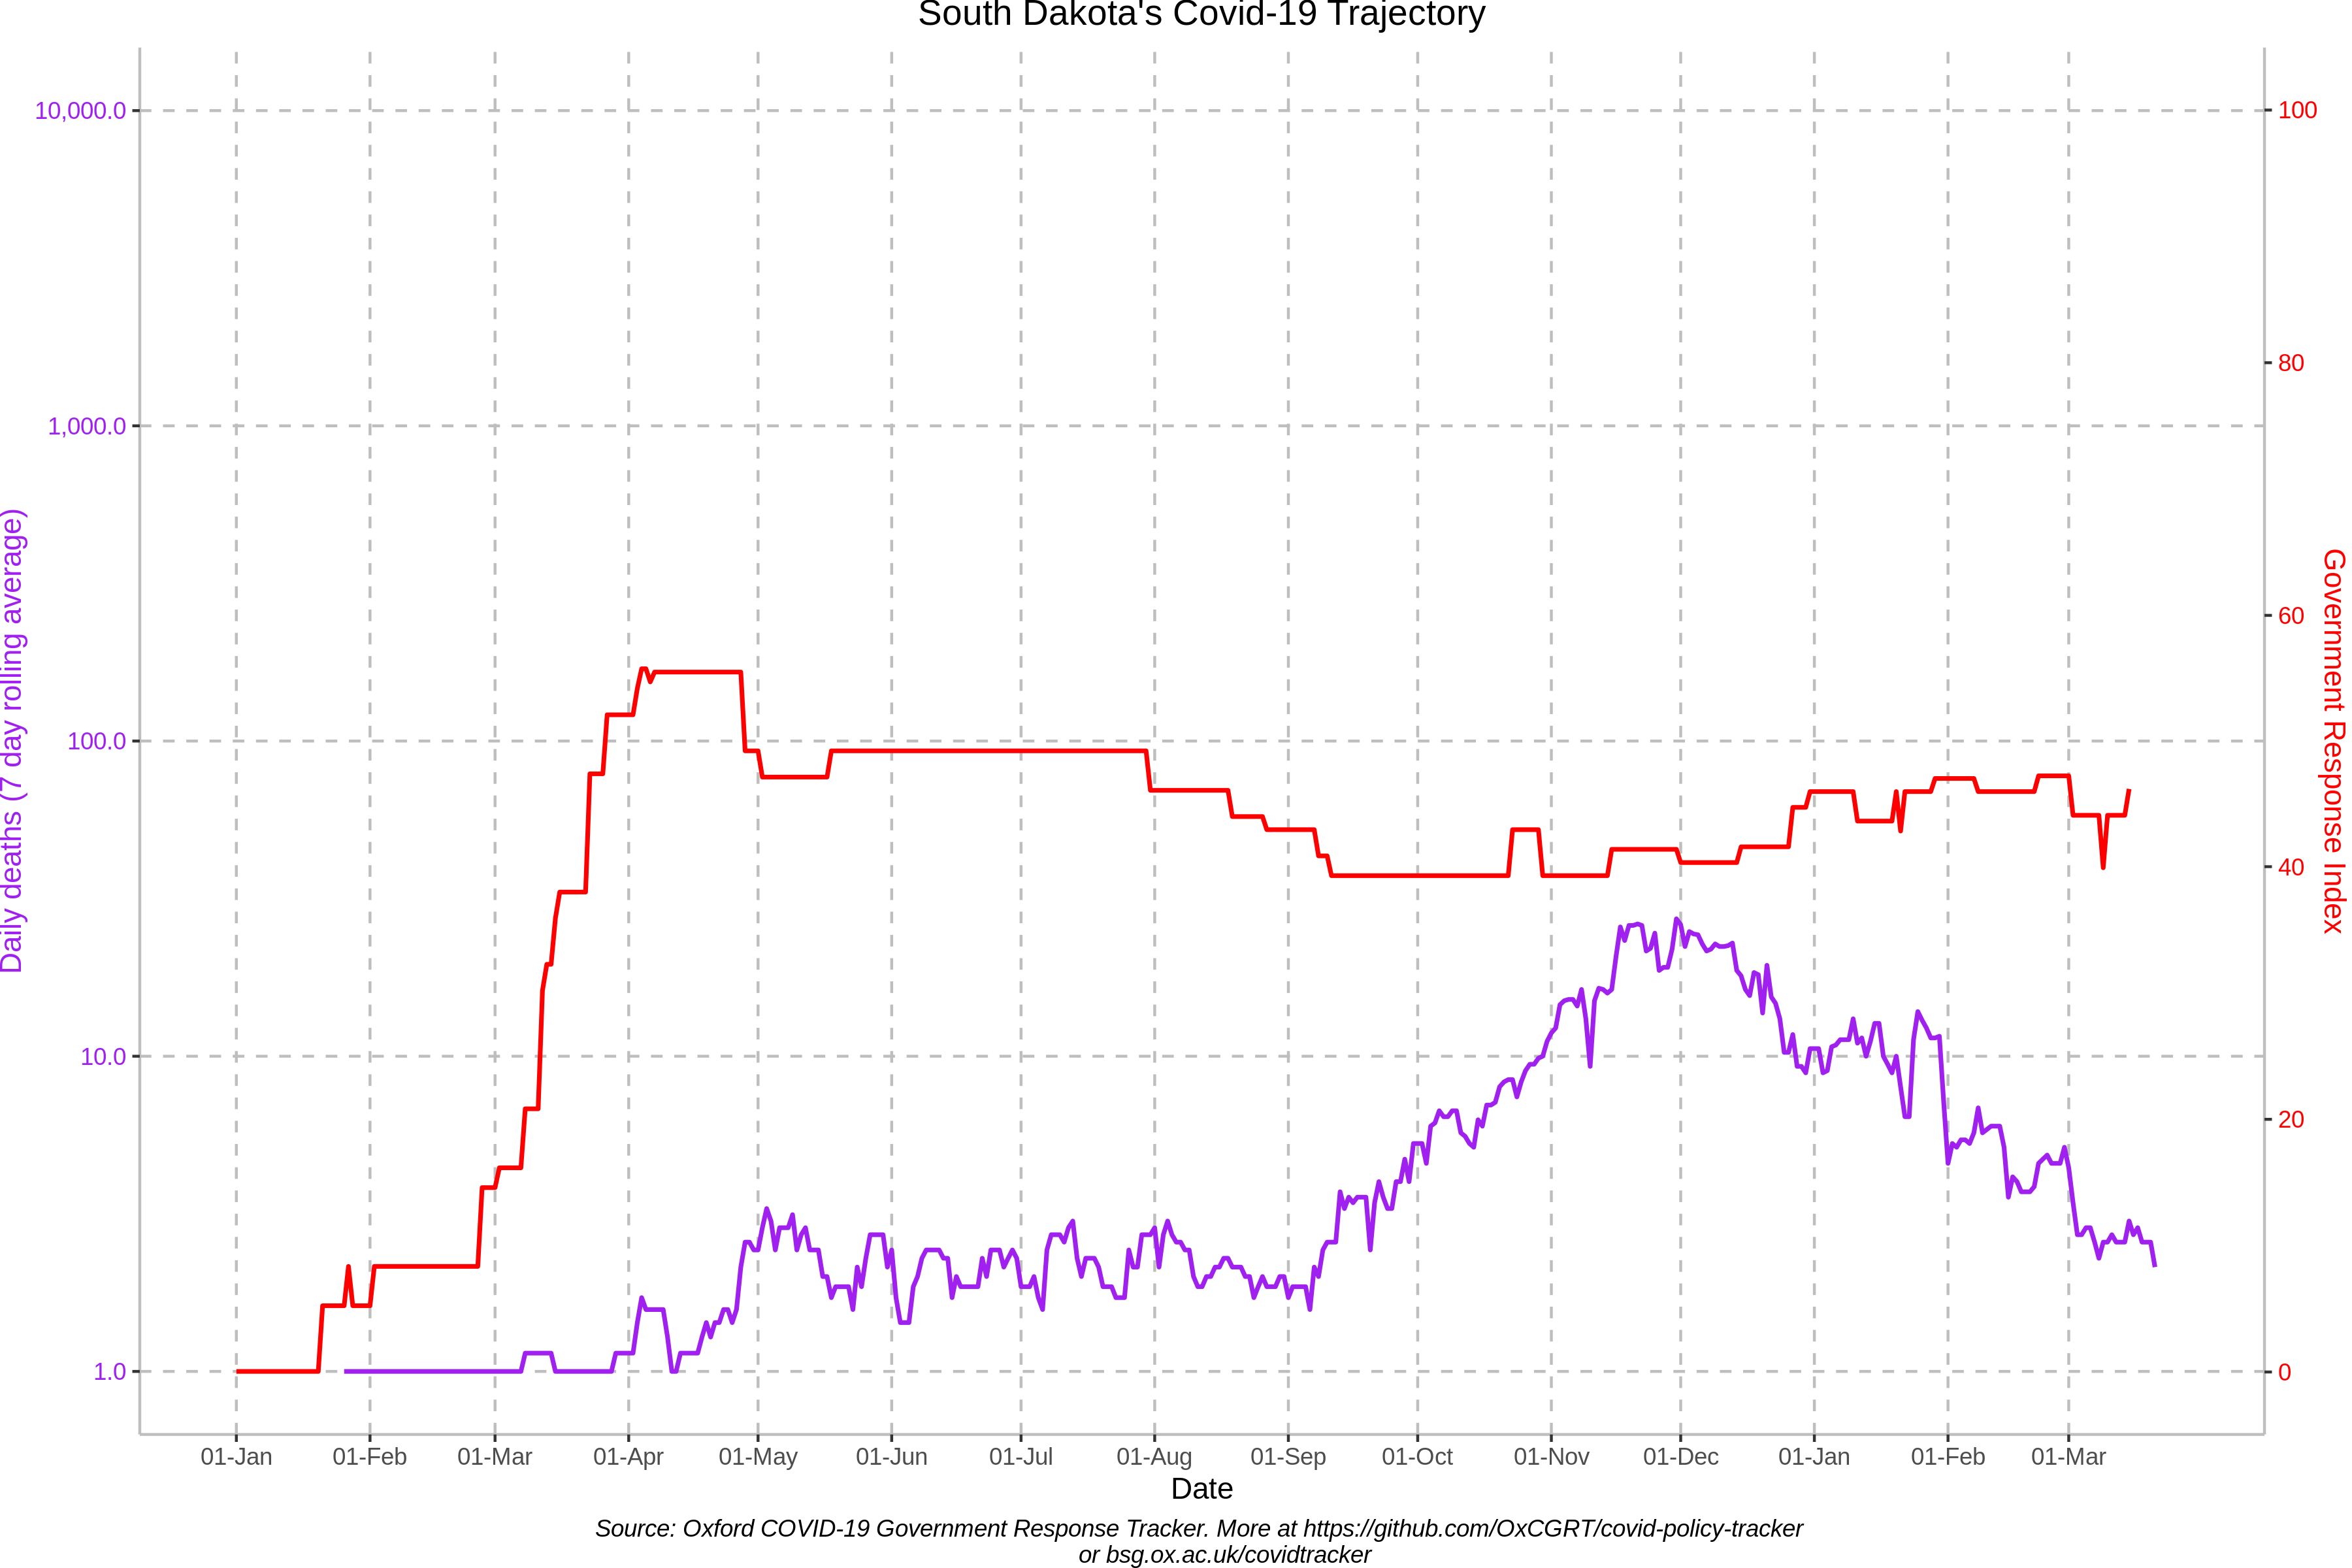 South Dakota's Covid-19 Trajectory
10,000.0
1,000.0
100.0
10.0
1.0
Daily deaths (7 day rolling average)
100
80
60
40
20
0
Government Response Index
01-Jan 01-Feb 01-Mar 01-Apr 01-May 01-Jun 01-Jul 01-Aug 01-Sep 01-Oct 01-Nov 01-Dec 01-Jan 01-Feb 01-Mar
Date
Source: Oxford COVID-19 Government Response Tracker. More at https://github.com/OxCGRT/covid-policy-tracker
or bsg.ox.ac.uk/covidtracker